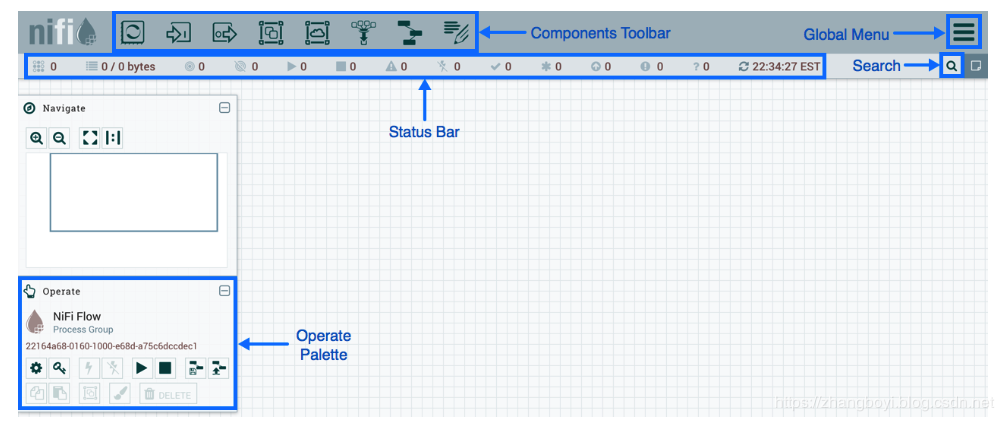 nifi
Components Toolbar
Global Menu
0 0 / 0 bytes 0 0 0 0 0 0 0 0 0 0 ? 0 22:34:27 EST
Search
Navigate
Status Bar
Operate
NiFi Flow
Process Group
22164a68-0160-1000-e68d-a75c6dccdec1
DELETE
Operate
Palette
https://zhangboyi.blog.csdn.net